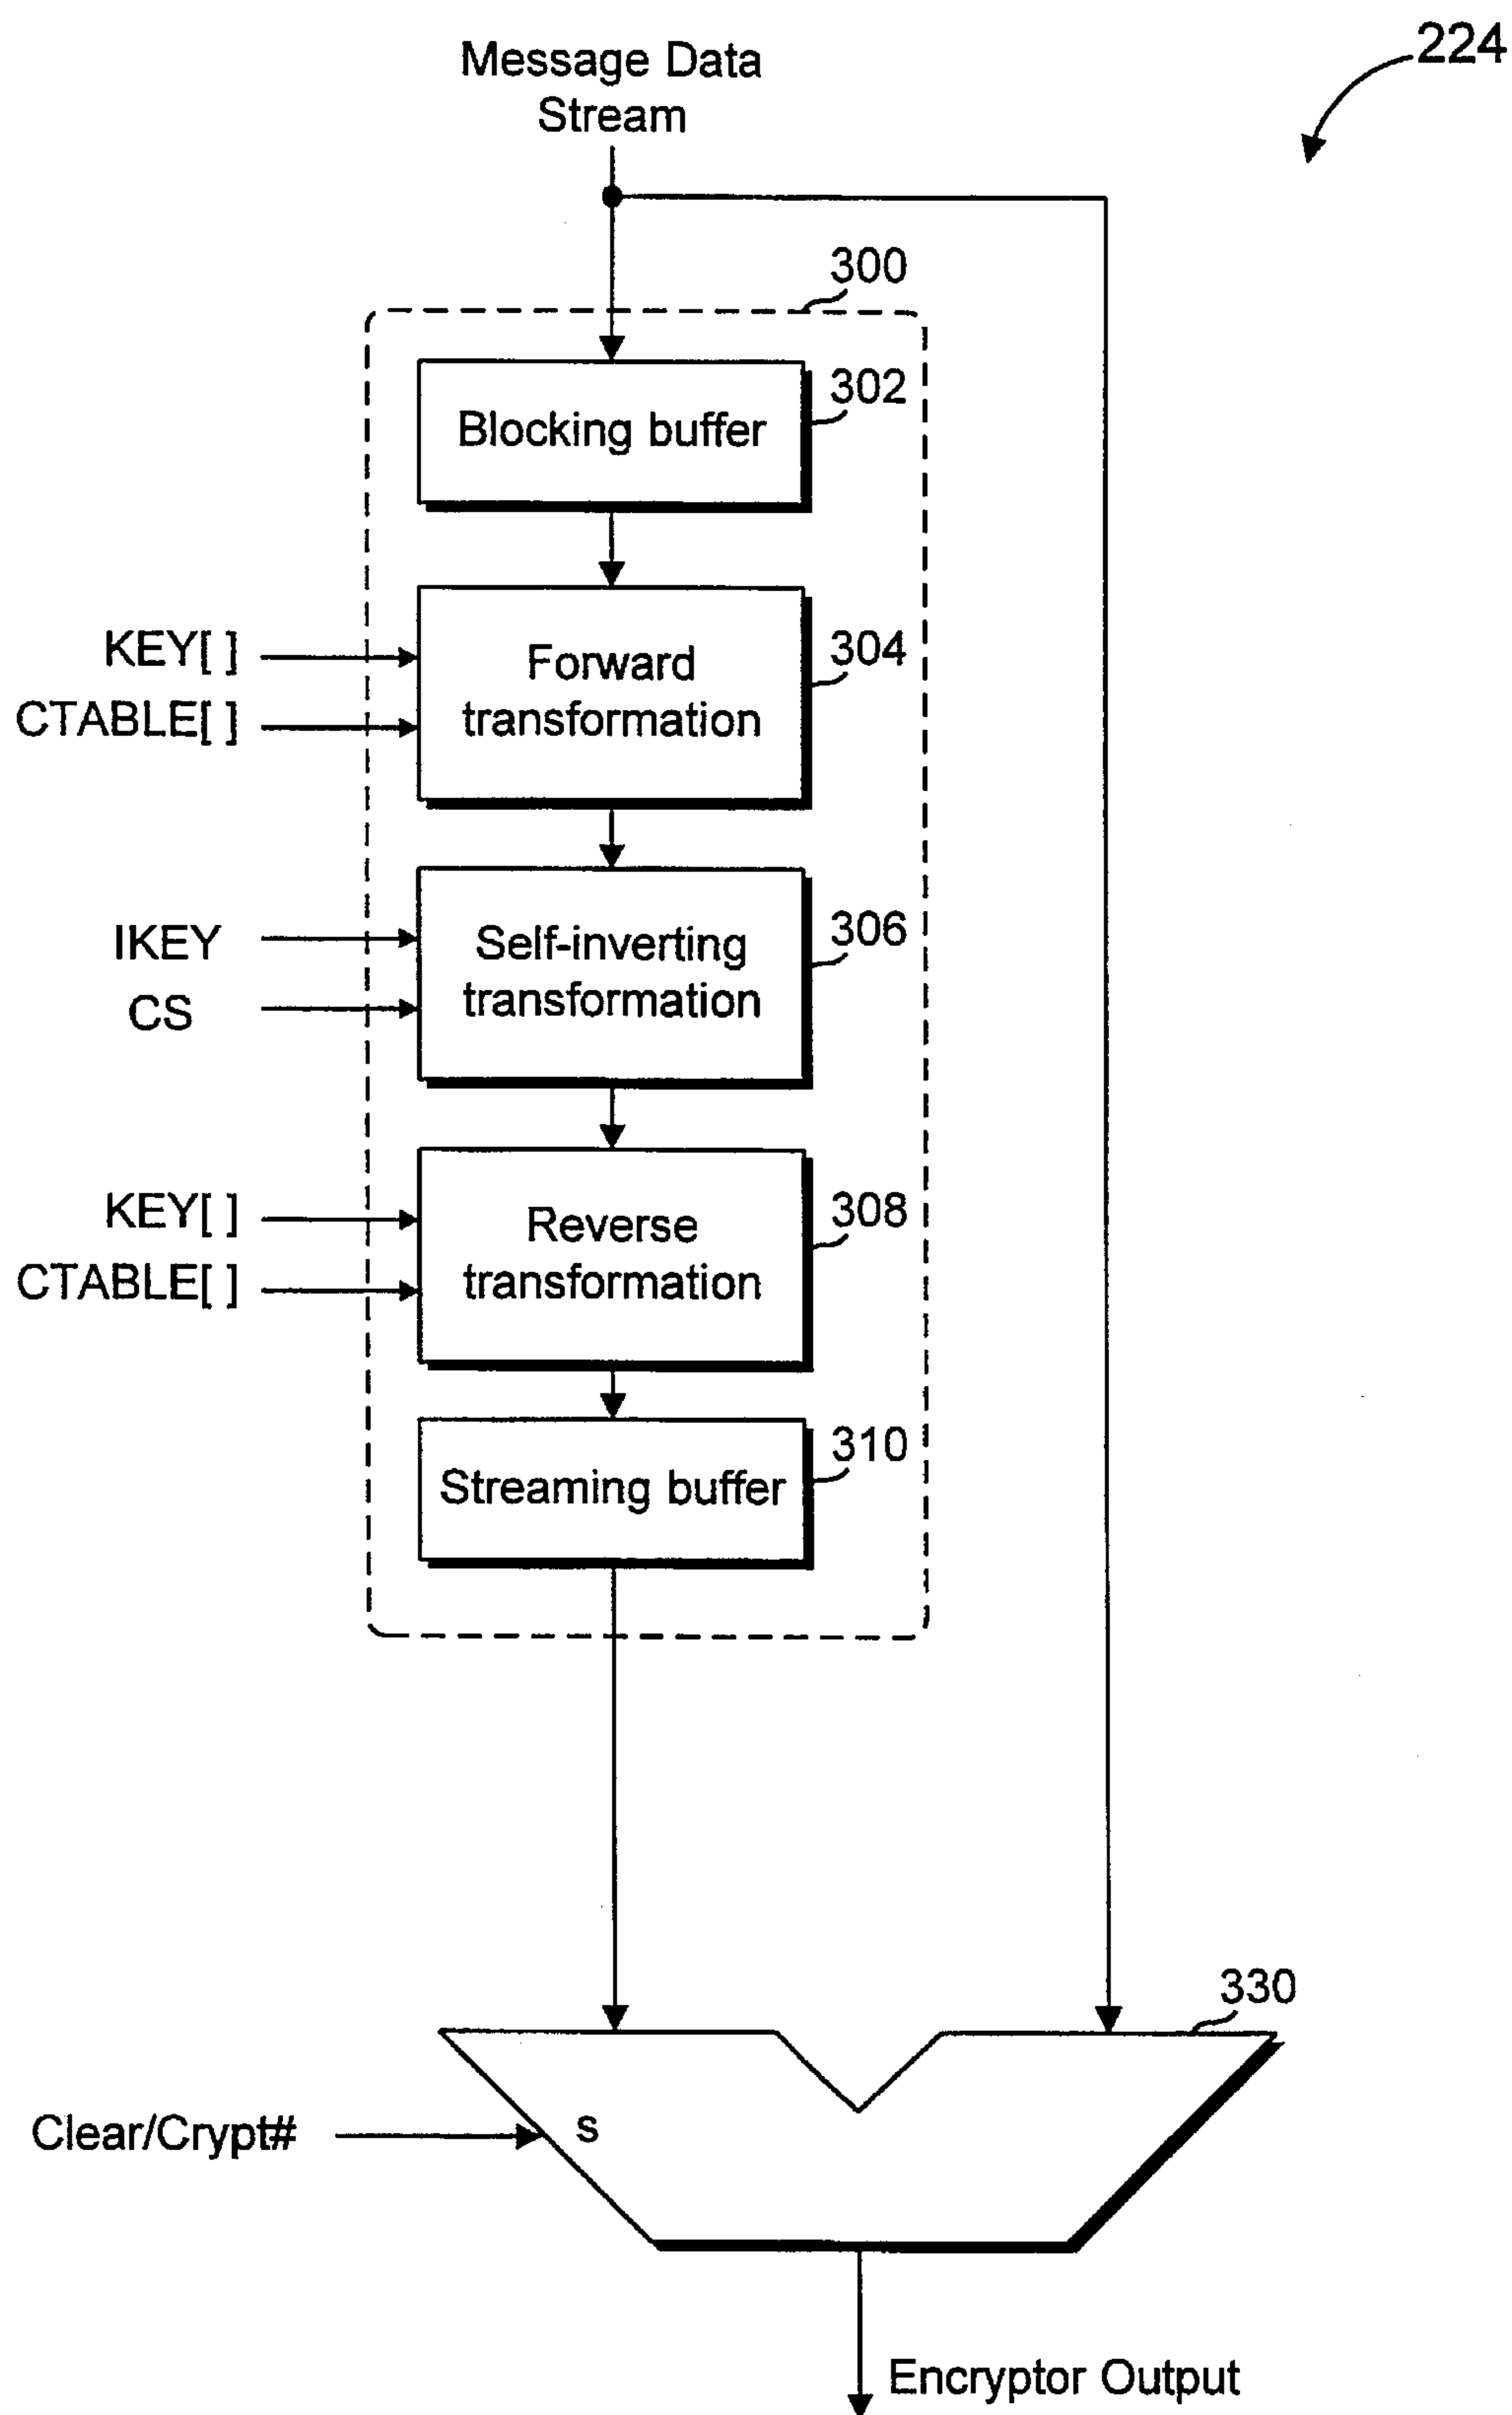 224
Message Data
Stream
300
302
Blocking buffer
KEY[ ]
CTABLE[ ]
304
Forward
transformation
IKEY
CS
306
Self-inverting
transformation
KEY[ ]
CTABLE[ ]
308
Reverse
transformation
310
Streaming buffer
330
Clear/Crypt#
s
Encryptor Output